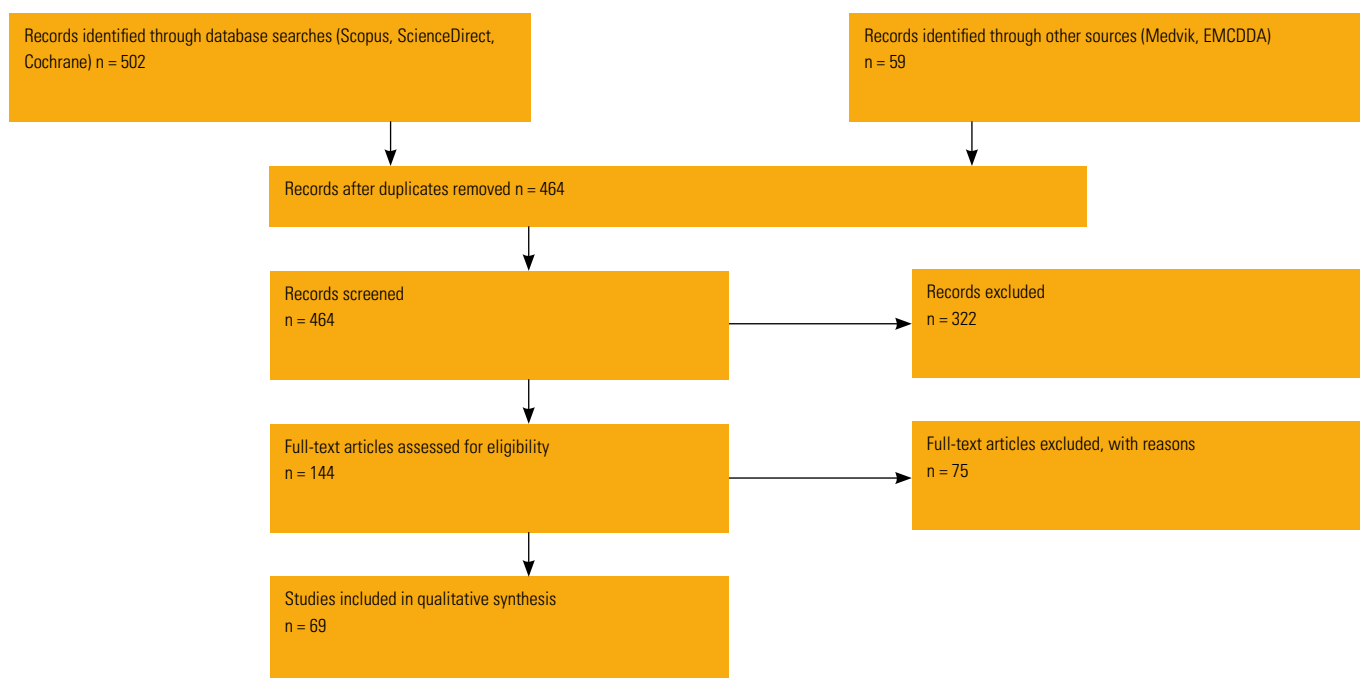 Records identified through database searches (Scopus, ScienceDirect,
Cochrane) n = 502
Records identified through other sources (Medvik, EMCDDA)
n = 59
Records after duplicates removed n = 464
Records screened
n = 464
Records excluded
n = 322
Full-text articles assessed for eligibility
n = 144
Full-text articles excluded, with reasons
n = 75
Studies included in qualitative synthesis
n = 69